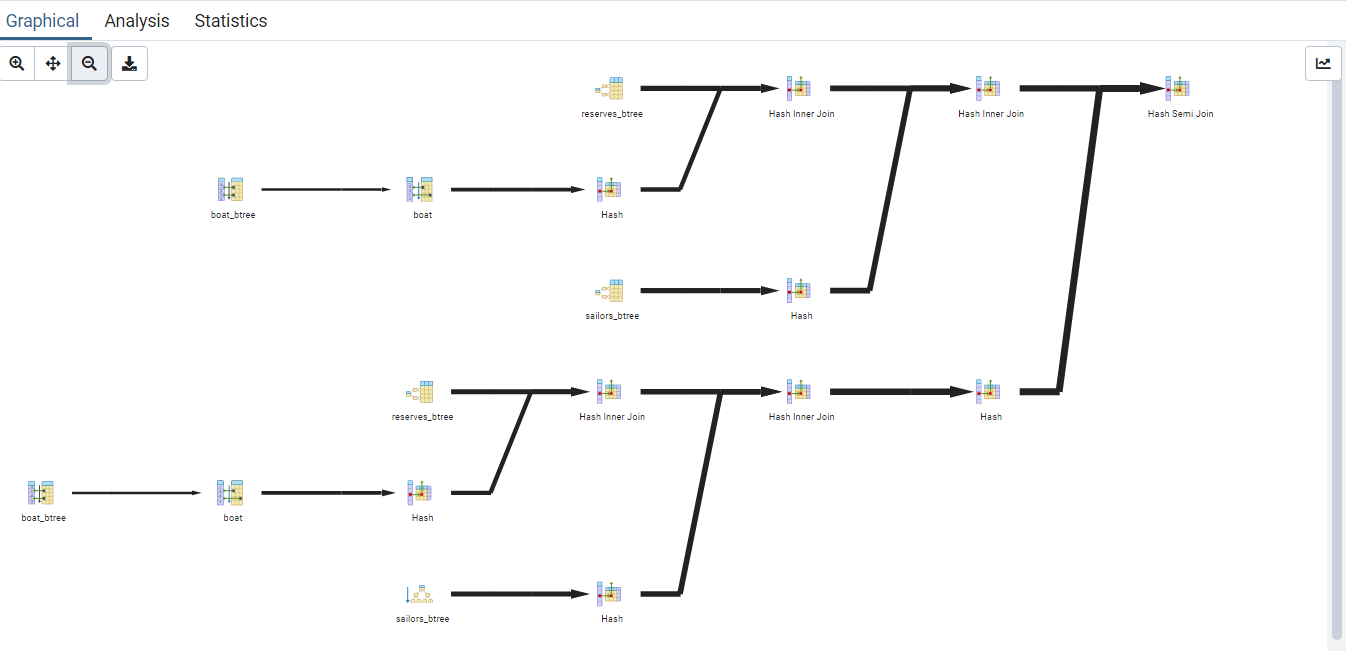 Graphical Analysis Statistics
reserves_btree Hash Inner Join Hash Inner Join Hash Semi Join
boat_btree boat Hash
sailors_btree Hash
reserves_btree Hash Inner Join Hash Inner Join Hash
boat_btree boat Hash
sailors_btree Hash